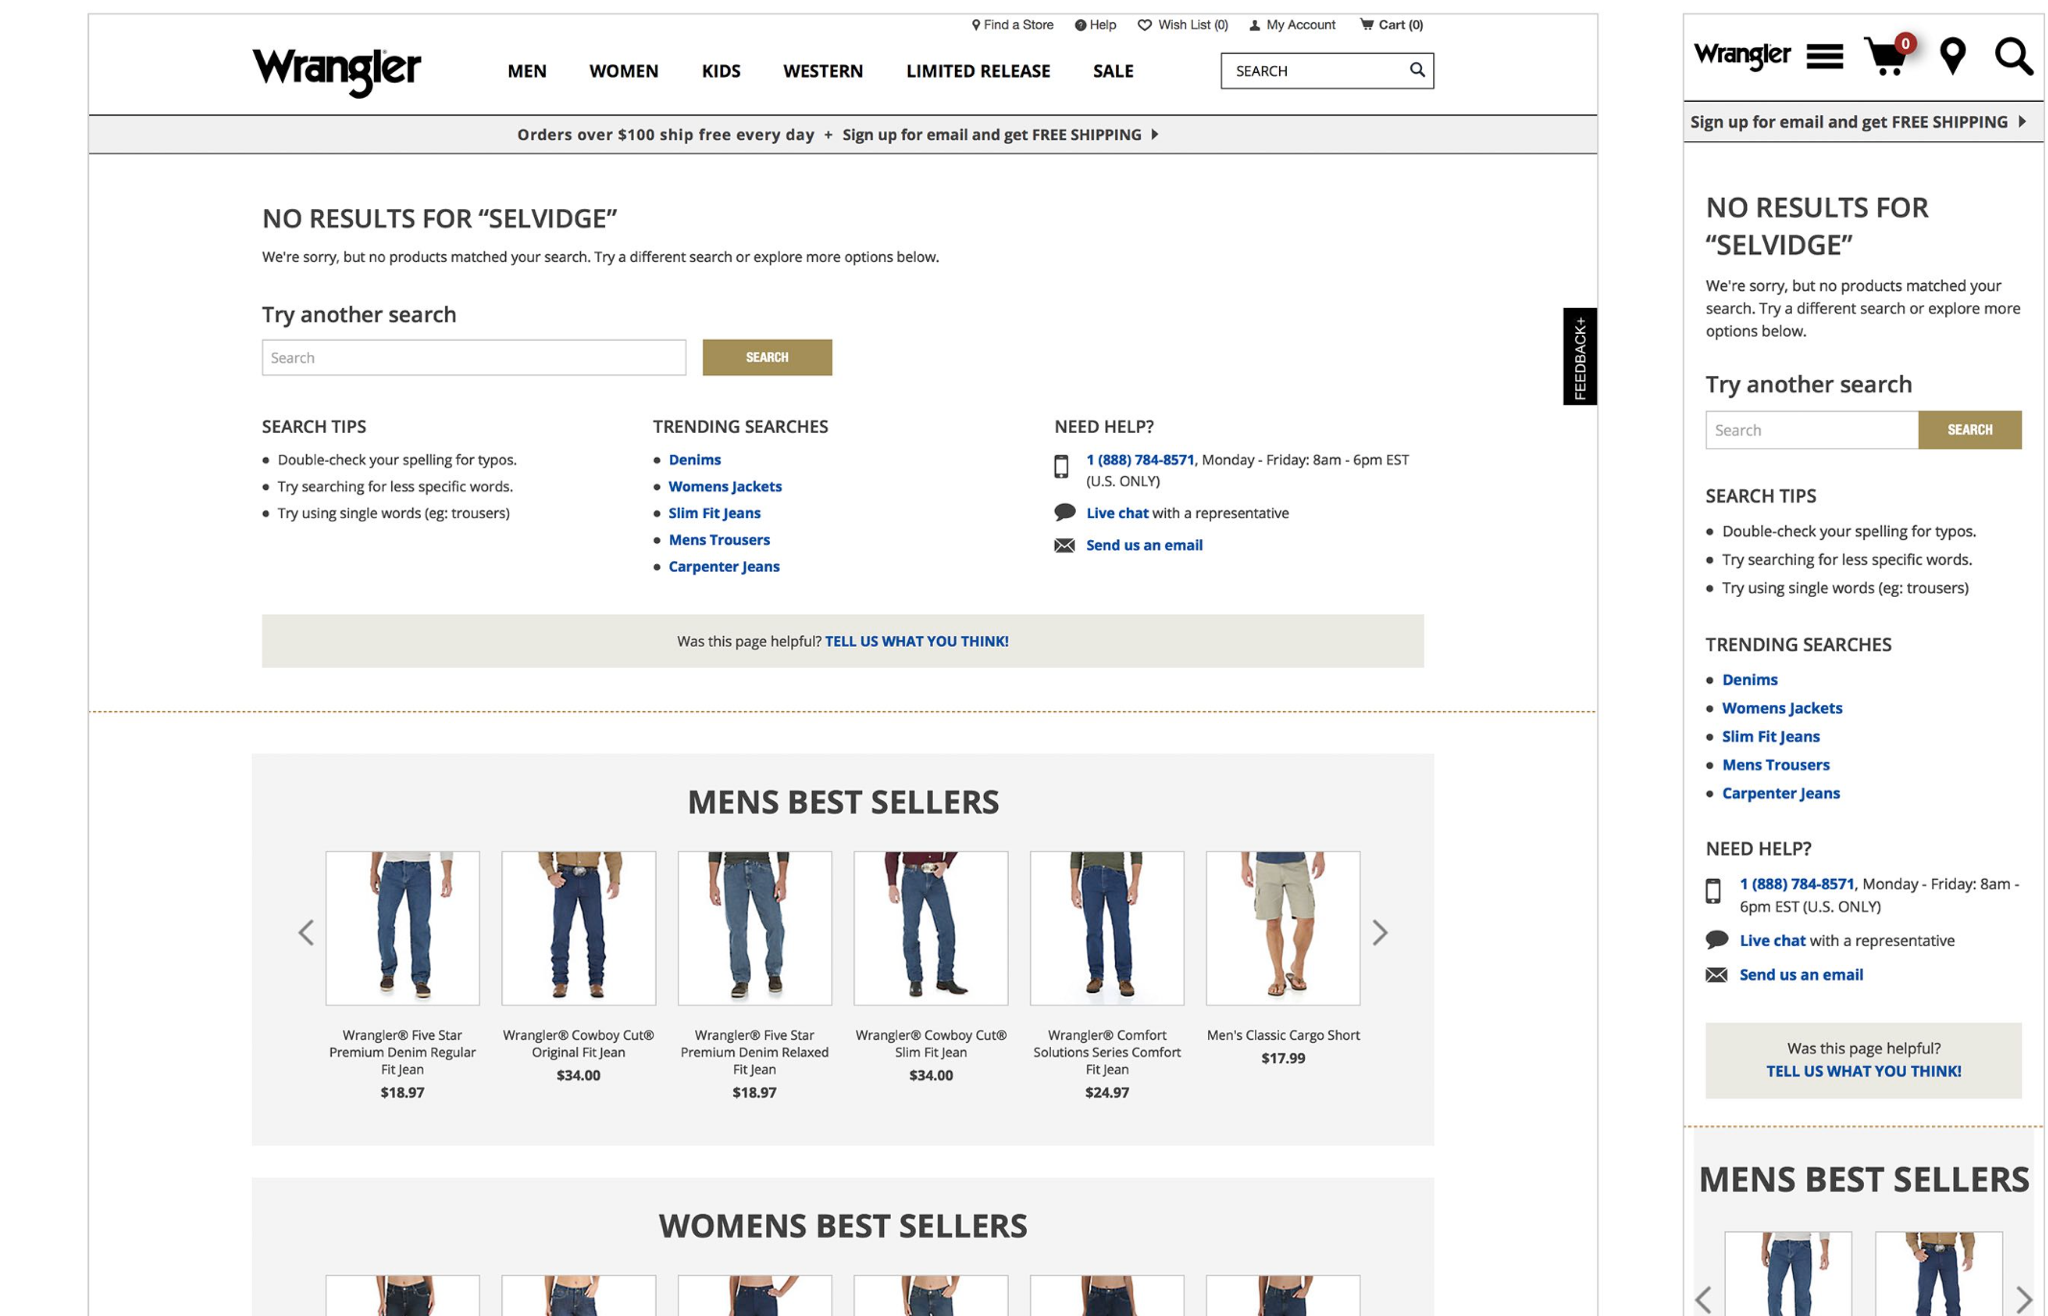 Find a Store
Help
Wish List (0)
My Account
Cart (0)
Wrangler
MEN
WOMEN
KIDS
WESTERN
LIMITED RELEASE
SALE
SEARCH
Orders over $100 ship free every day + Sign up for email and get FREE SHIPPING
NO RESULTS FOR “SELVIDGE”
We're sorry, but no products matched your search. Try a different search or explore more options below.
Try another search
Search
SEARCH
FEEDBACK+
SEARCH TIPS
Double-check your spelling for typos.
Try searching for less specific words.
Try using single words (eg: trousers)
TRENDING SEARCHES
Denims
Womens Jackets
Slim Fit Jeans
Mens Trousers
Carpenter Jeans
NEED HELP?
1 (888) 784-8571, Monday - Friday: 8am - 6pm EST
(U.S. ONLY)
Live chat with a representative
Send us an email
Was this page helpful? TELL US WHAT YOU THINK!
MENS BEST SELLERS
Wrangler® Five Star
Premium Denim Regular
Fit Jean
$18.97
Wrangler® Cowboy Cut®
Original Fit Jean
$34.00
Wrangler® Five Star
Premium Denim Relaxed
Fit Jean
$18.97
Wrangler® Cowboy Cut®
Slim Fit Jean
$34.00
Wrangler® Comfort
Solutions Series Comfort
Fit Jean
$24.97
Men's Classic Cargo Short
$17.99
WOMENS BEST SELLERS
Wrangler
0
Sign up for email and get FREE SHIPPING
NO RESULTS FOR
“SELVIDGE”
We're sorry, but no products matched your
search. Try a different search or explore more
options below.
Try another search
Search
SEARCH
SEARCH TIPS
Double-check your spelling for typos.
Try searching for less specific words.
Try using single words (eg: trousers)
TRENDING SEARCHES
Denims
Womens Jackets
Slim Fit Jeans
Mens Trousers
Carpenter Jeans
NEED HELP?
1 (888) 784-8571, Monday - Friday: 8am -
6pm EST (U.S. ONLY)
Live chat with a representative
Send us an email
Was this page helpful?
TELL US WHAT YOU THINK!
MENS BEST SELLERS